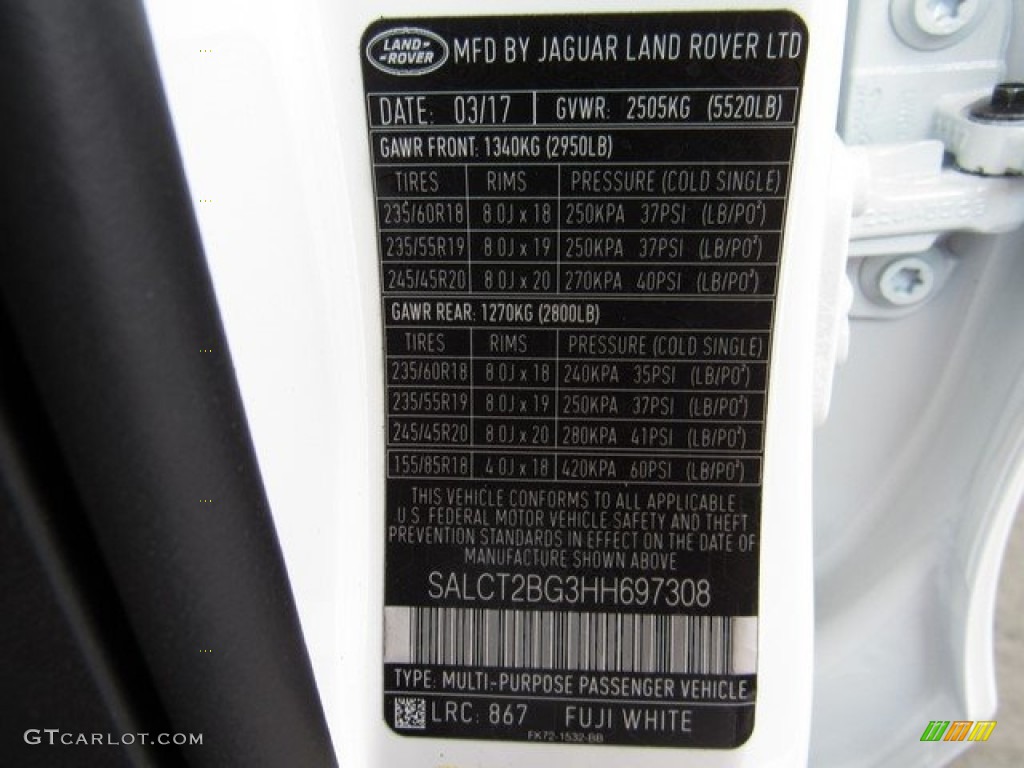 LAND-
-ROVER
MFD BY JAGUAR LAND ROVER LTD
DATE: 03/17 GVWR: 2505KG (5520LB)
GAWR FRONT: 1340KG (2950LB)
TIRES RIMS PRESSURE (COLD SINGLE)
235/60R18 8.0J x 18 250KPA 37PSI (LB/PO²)
235/55R19 8.0J x 19 250KPA 37PSI (LB/PO²)
245/45R20 8.0J x 20 270KPA 40PSI (LB/PO²)
GAWR REAR: 1270KG (2800LB)
TIRES RIMS PRESSURE (COLD SINGLE)
235/60R18 8.0J x 18 240KPA 35PSI (LB/PO²)
235/55R19 8.0J x 19 250KPA 37PSI (LB/PO²)
245/45R20 8.0J x 20 280KPA 41PSI (LB/PO²)
155/85R18 4.0J x 18 420KPA 60PSI (LB/PO²)
THIS VEHICLE CONFORMS TO ALL APPLICABLE
U.S. FEDERAL MOTOR VEHICLE SAFETY AND THEFT
PREVENTION STANDARDS IN EFFECT ON THE DATE OF
MANUFACTURE SHOWN ABOVE
SALCT2BG3HH697308
TYPE: MULTI-PURPOSE PASSENGER VEHICLE
LRC: 867 FUJI WHITE
FK72-1532-BB
GTCARLOT.COM